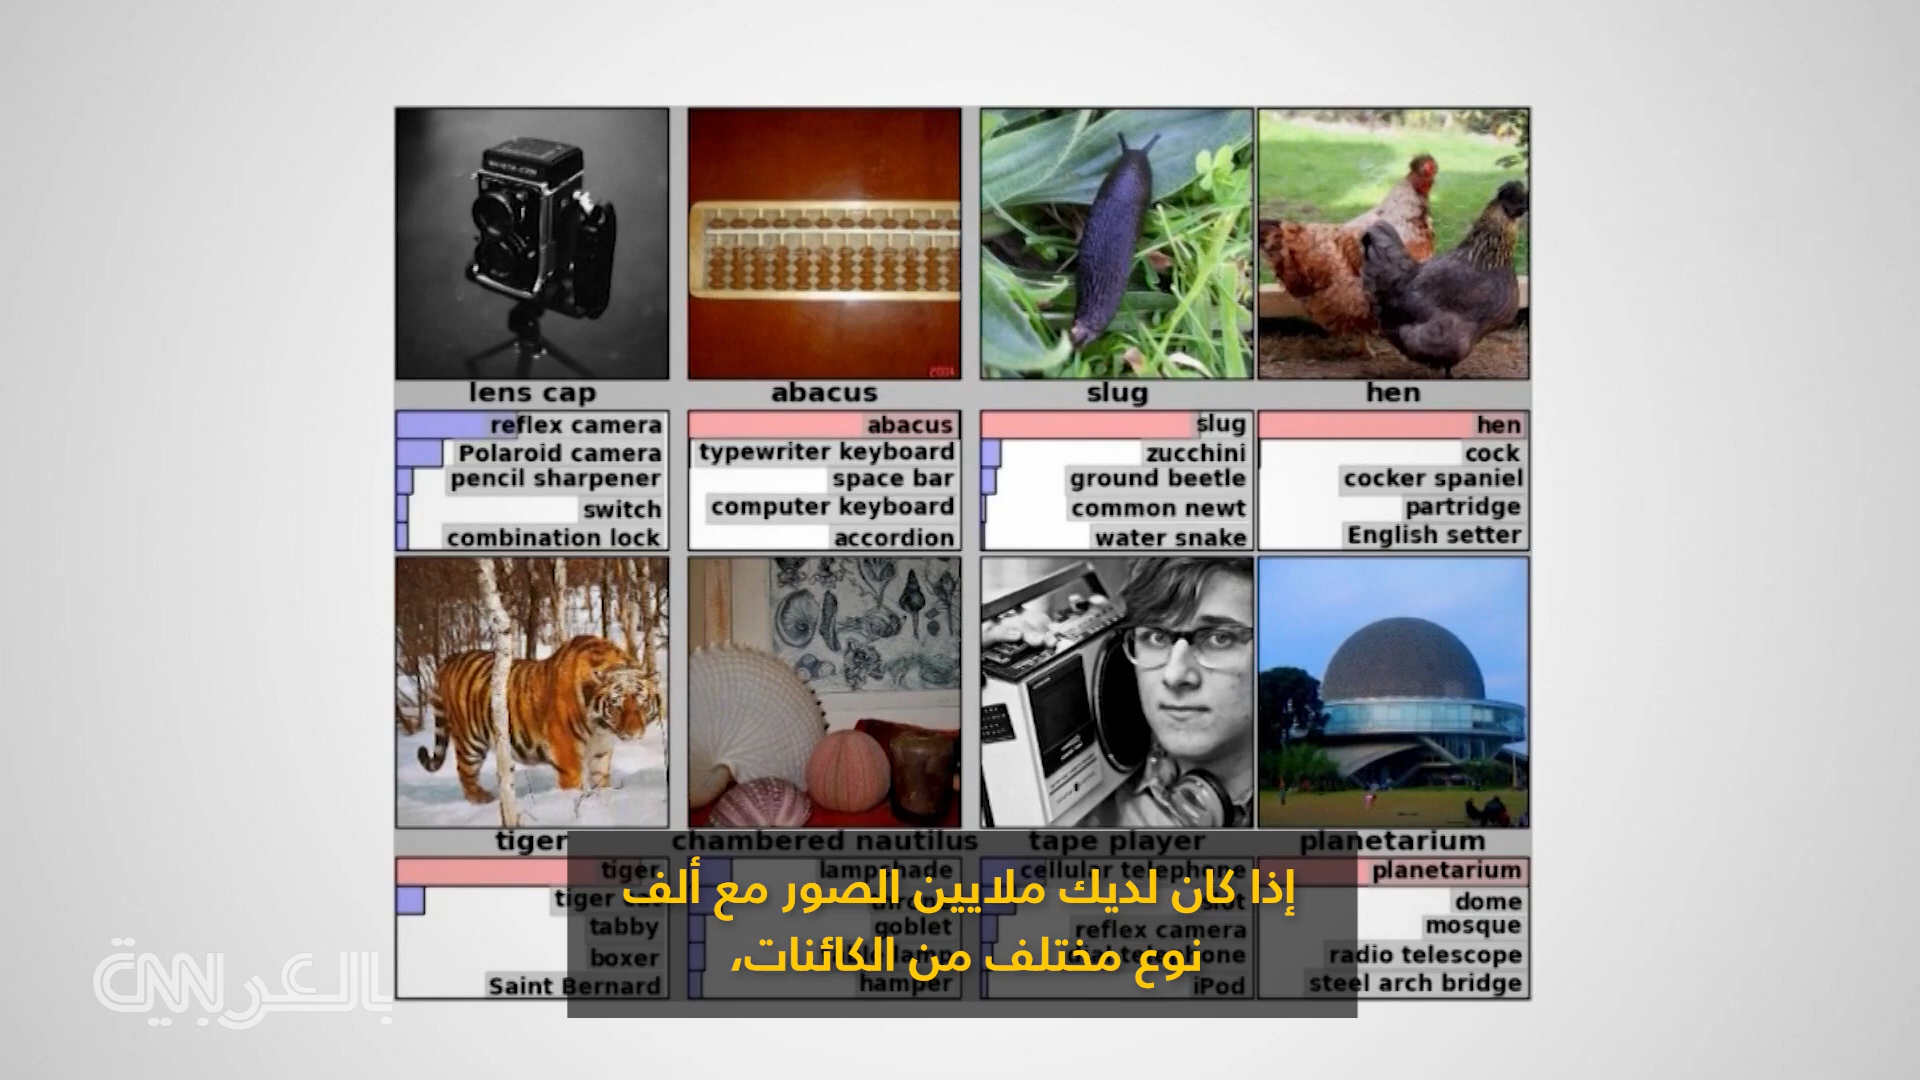 lens cap
abacus
slug
hen
reflex camera
Polaroid camera
pencil sharpener
switch
combination lock
abacus
typewriter keyboard
space bar
computer keyboard
accordion
slug
zucchini
ground beetle
common newt
water snake
hen
cock
cocker spaniel
partridge
English setter
tiger
chambered nautilus
tape player
planetarium
tiger
tiger
tabby
boxer
Saint Bernard
lampshade
goblet
hamper
cellular telephone
slot
reflex camera
telephone
iPod
planetarium
dome
mosque
radio telescope
steel arch bridge
إذا كان لديك ملايين الصور مع ألف
نوع مختلف من الكائنات،
CNN بالعربية